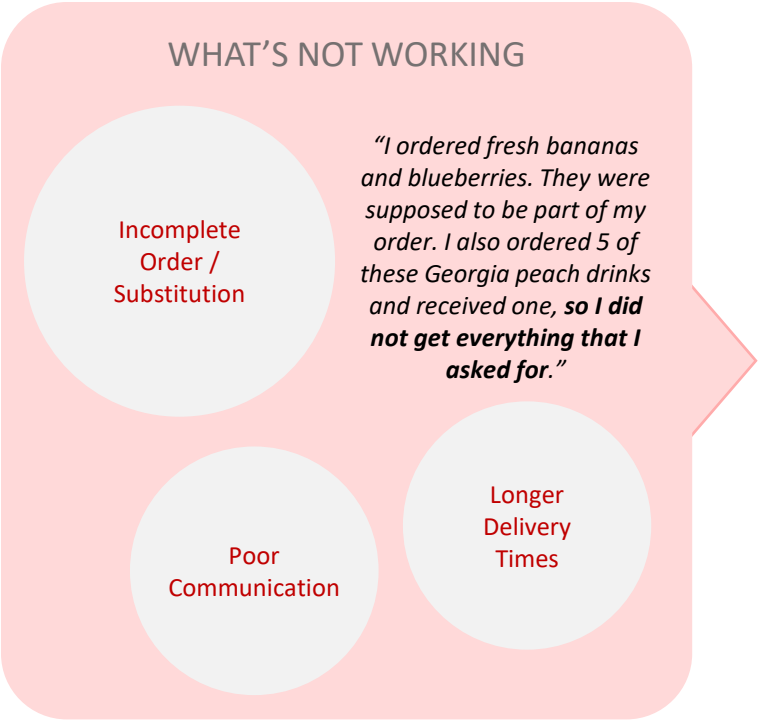 WHAT’S NOT WORKING
Incomplete
Order /
Substitution
“I ordered fresh bananas
and blueberries. They were
supposed to be part of my
order. I also ordered 5 of
these Georgia peach drinks
and received one, so I did
not get everything that I
asked for.”
Poor
Communication
Longer
Delivery
Times